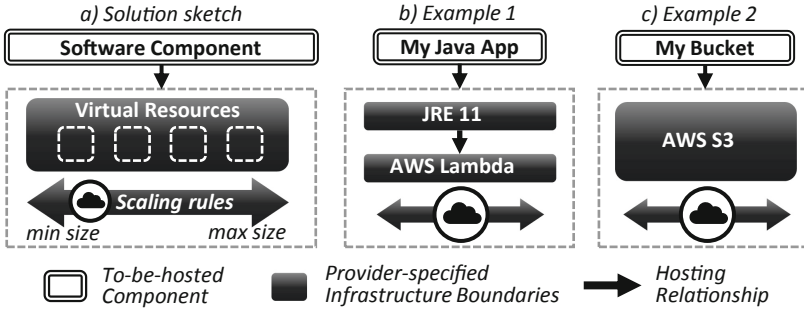 a) Solution sketch
Software Component
Virtual Resources
Scaling rules
min size
max size
b) Example 1
My Java App
JRE 11
AWS Lambda
c) Example 2
My Bucket
AWS S3
To-be-hosted
Component
Provider-specified
Infrastructure Boundaries
Hosting
Relationship